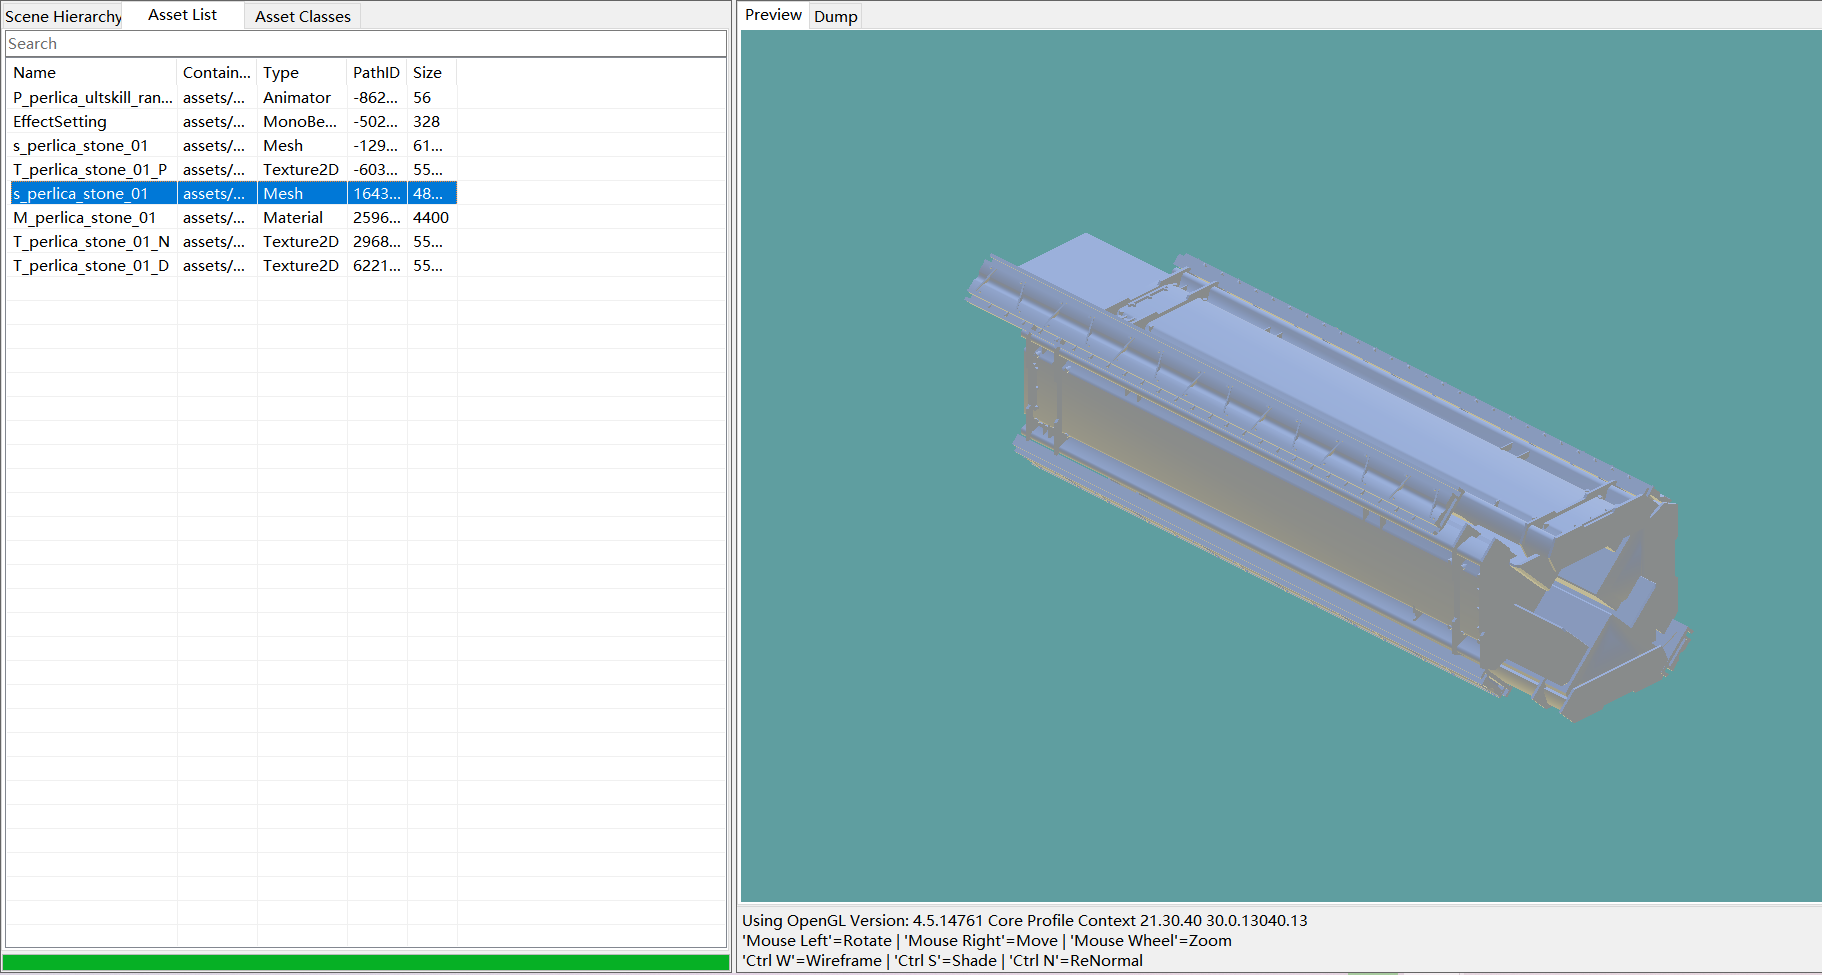 Scene Hierarchy Asset List Asset Classes
Search
Name Contain... Type PathID Size
P_perlica_ultskill_ran... assets/... Animator -862... 56
EffectSetting assets/... MonoBe... -502... 328
s_perlica_stone_01 assets/... Mesh -129... 61...
T_perlica_stone_01_P assets/... Texture2D -603... 55...
s_perlica_stone_01 assets/... Mesh 1643... 48...
M_perlica_stone_01 assets/... Material 2596... 4400
T_perlica_stone_01_N assets/... Texture2D 2968... 55...
T_perlica_stone_01_D assets/... Texture2D 6221... 55...
Preview Dump
Using OpenGL Version: 4.5.14761 Core Profile Context 21.30.40 30.0.13040.13
'Mouse Left'=Rotate | 'Mouse Right'=Move | 'Mouse Wheel'=Zoom
'Ctrl W'=Wireframe | 'Ctrl S'=Shade | 'Ctrl N'=ReNormal